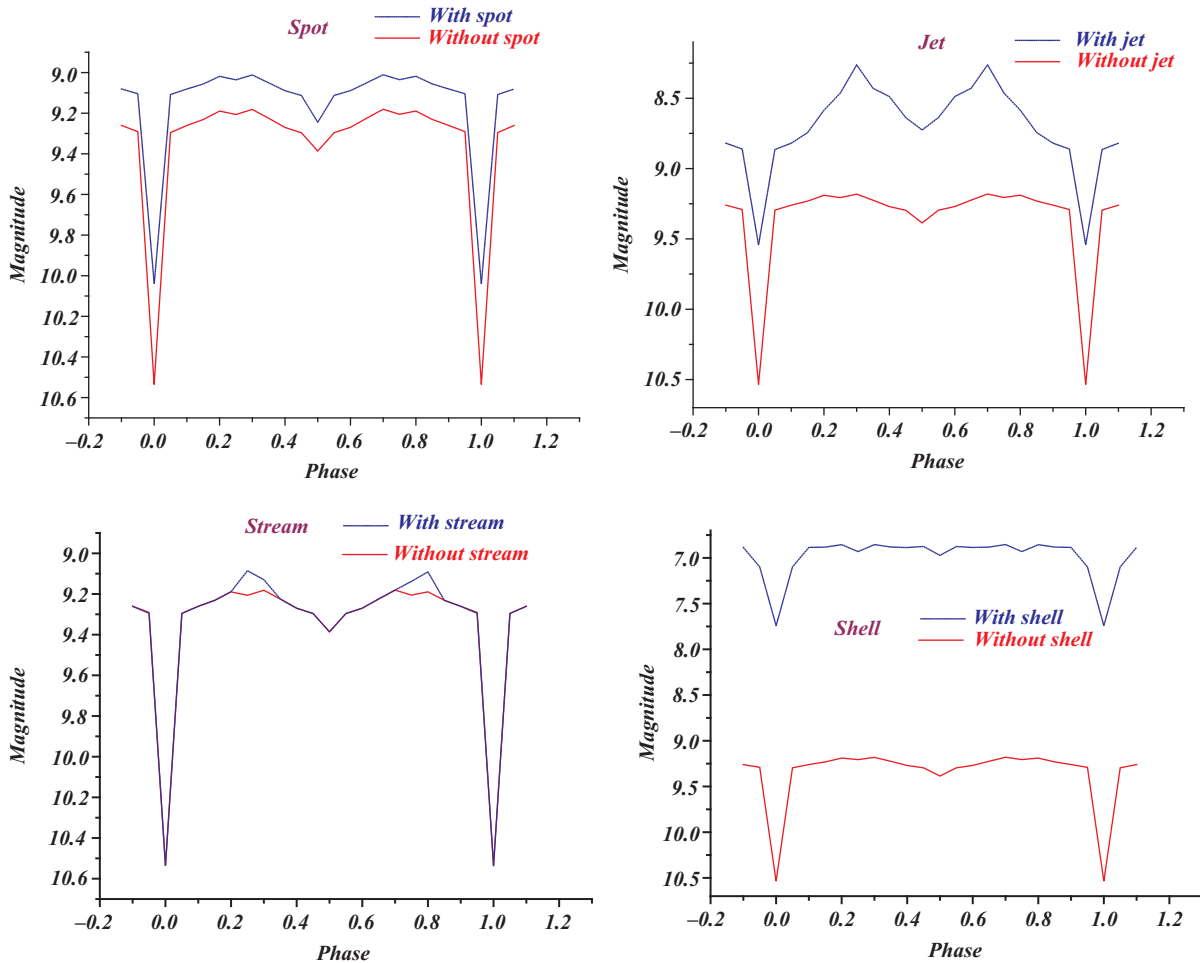 Spot
With spot
Without spot
9.0
9.2
9.4
9.6
9.8
10.0
10.2
10.4
10.6
Magnitude
–0.2 0.0 0.2 0.4 0.6 0.8 1.0 1.2
Phase
Jet
With jet
Without jet
8.5
9.0
9.5
10.0
10.5
Magnitude
–0.2 0.0 0.2 0.4 0.6 0.8 1.0 1.2
Phase
Stream
With stream
Without stream
9.0
9.2
9.4
9.6
9.8
10.0
10.2
10.4
10.6
Magnitude
–0.2 0.0 0.2 0.4 0.6 0.8 1.0 1.2
Phase
7.0
7.5
Shell
With shell
Without shell
8.0
8.5
9.0
9.5
10.0
10.5
Magnitude
–0.2 0.0 0.2 0.4 0.6 0.8 1.0 1.2
Phase